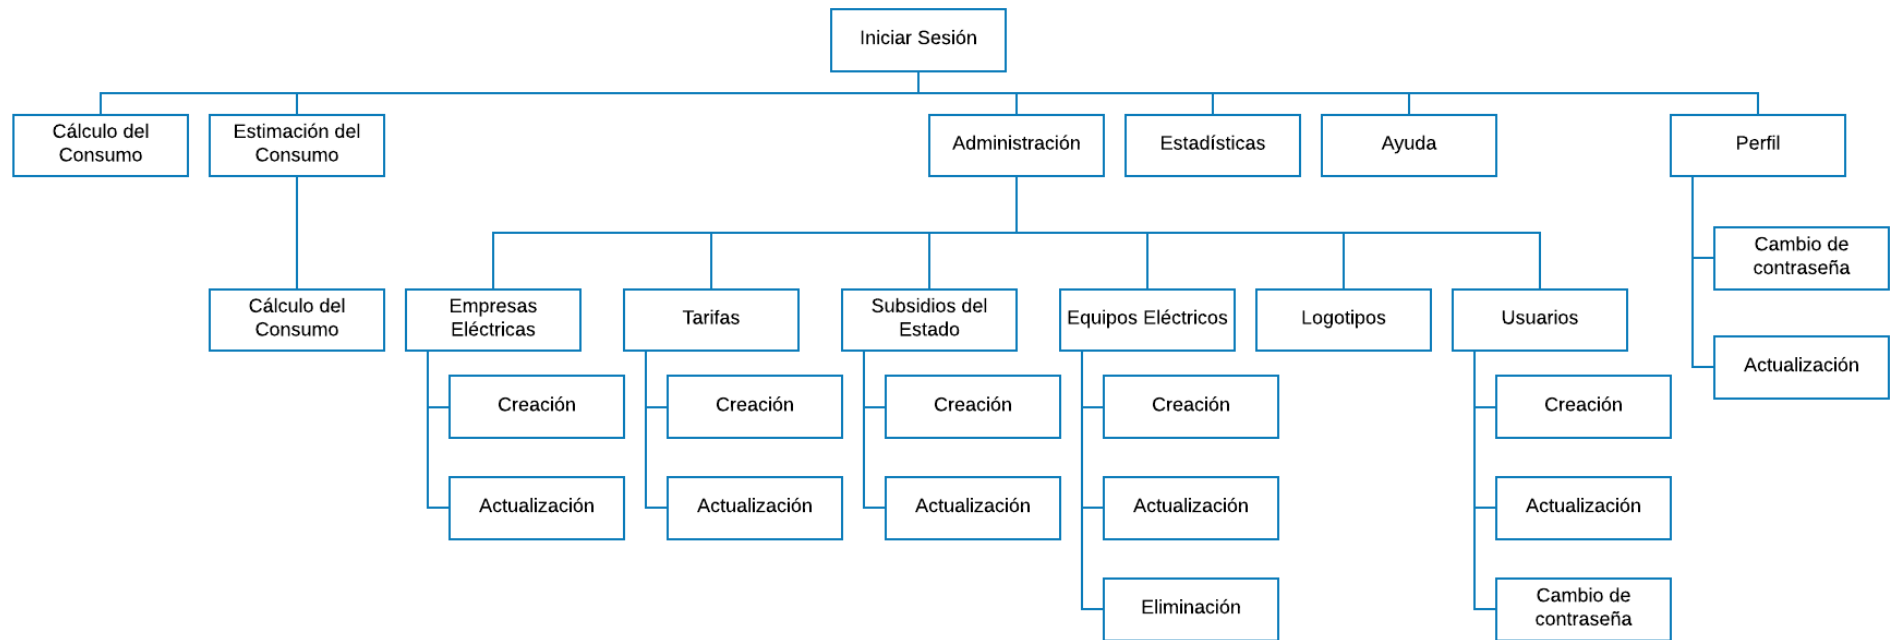 Iniciar Sesión
Cálculo del
Consumo
Estimación del
Consumo
Administración
Estadísticas
Ayuda
Perfil
Cambio de
contraseña
Actualización
Cálculo del
Consumo
Empresas
Eléctricas
Tarifas
Subsidios del
Estado
Equipos Eléctricos
Logotipos
Usuarios
Creación
Creación
Creación
Creación
Creación
Actualización
Actualización
Actualización
Actualización
Actualización
Eliminación
Cambio de
contraseña